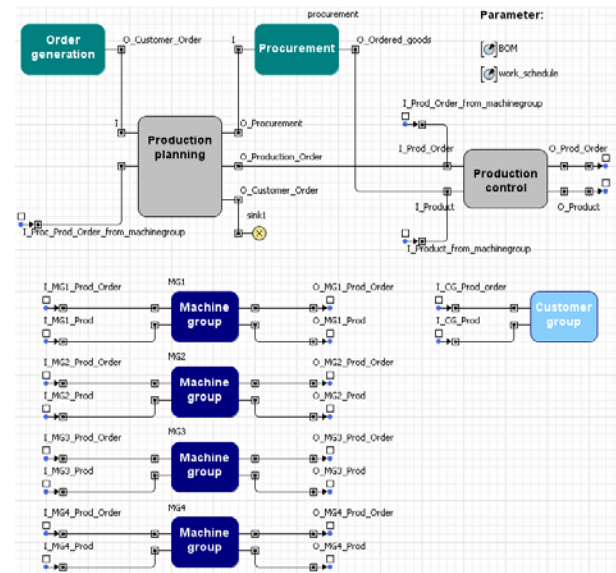 procurement
Parameter:
Order
generation
O_Customer_Order
I
Procurement
O_Ordered_goods
BOM
work_schedule
I_Prod_Order_from_machinegroup
I
Production
planning
O_Procurement
O_Production_Order
I_Prod_Order
Production
control
O_Prod_Order
O_Customer_Order
sink1
I_Product
O_Product
I_Proc_Prod_Order_from_machinegroup
I_Product_from_machinegroup
MG1
I_MG1_Prod_Order
Machine
group
O_MG1_Prod_Order
I_MG1_Prod
O_MG1_Prod
I_CG_Prod_order
I_CG_Prod
Customer
group
MG2
I_MG2_Prod_Order
Machine
group
O_MG2_Prod_Order
I_MG2_Prod
O_MG2_Prod
MG3
I_MG3_Prod_Order
Machine
group
O_MG3_Prod_Order
I_MG3_Prod
O_MG3_Prod
MG4
I_MG4_Prod_Order
Machine
group
O_MG4_Prod_Order
I_MG4_Prod
O_MG4_Prod